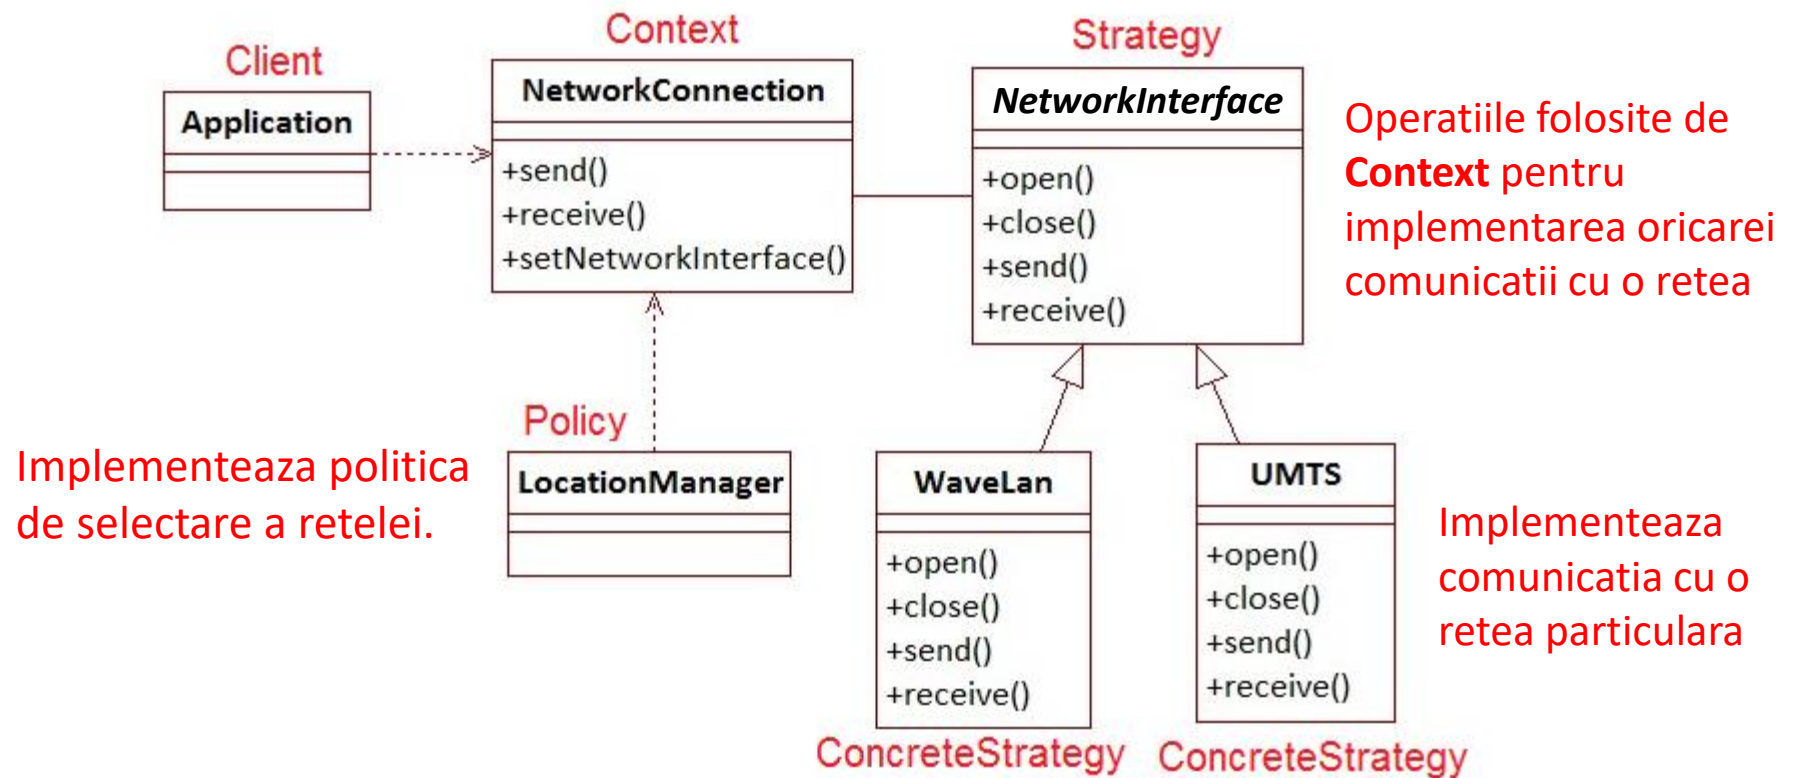 Client
Application
Context
NetworkConnection
+send()
+receive()
+setNetworkInterface()
Strategy
NetworkInterface
+open()
+close()
+send()
+receive()
Operatiile folosite de
Context pentru
implementarea oricarei
comunicatii cu o retea
Implementeaza politica
de selectare a retelei.
Policy
LocationManager
WaveLan
+open()
+close()
+send()
+receive()
ConcreteStrategy
UMTS
+open()
+close()
+send()
+receive()
ConcreteStrategy
Implementeaza
comunicatia cu o
retea particulara